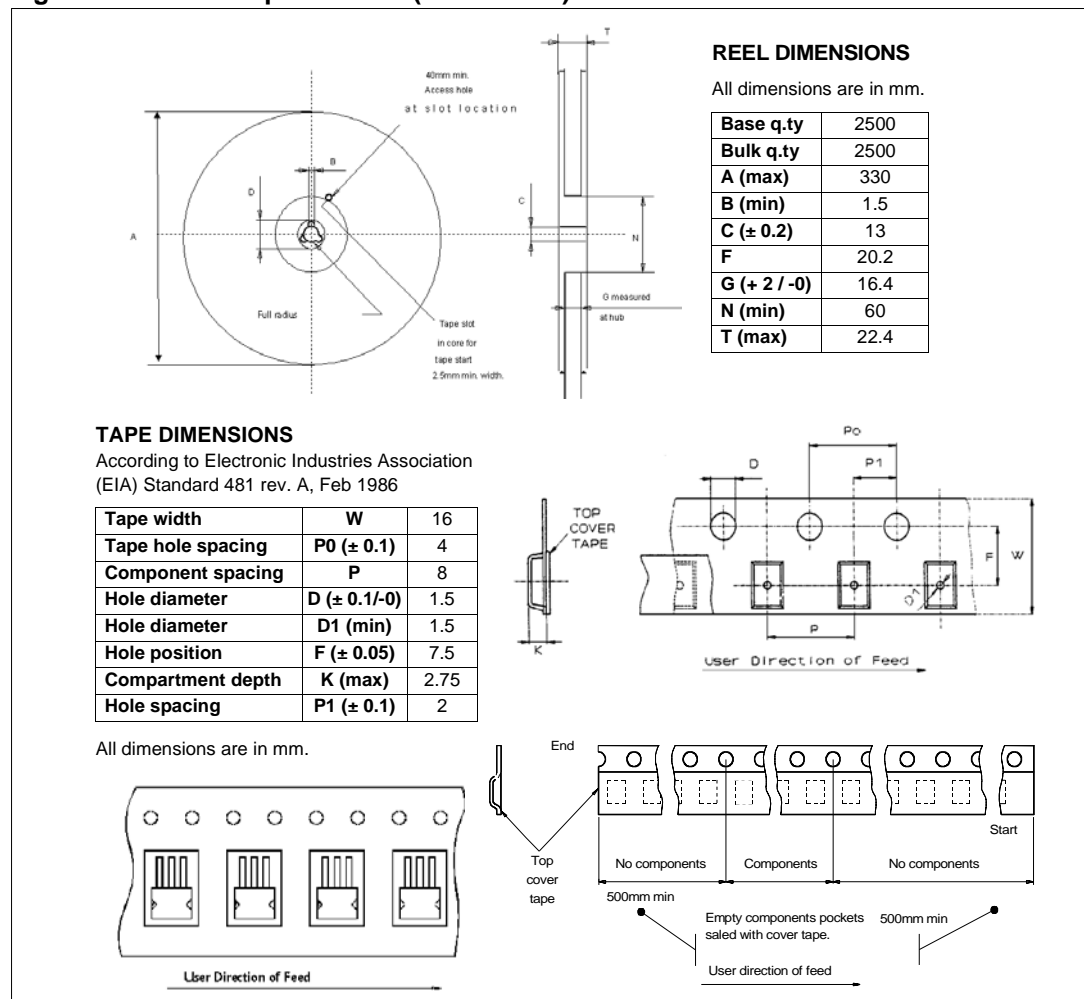 REEL DIMENSIONS
All dimensions are in mm.
Base q.ty 2500
Bulk q.ty 2500
A (max) 330
B (min) 1.5
C (± 0.2) 13
F 20.2
G (+ 2 / -0) 16.4
N (min) 60
T (max) 22.4
T
40mm min.
Access hole
at slot location
B
D
A
C
N
Full radius
Tape slot
in core for
tape start
2.5mm min. width.
G measured
at hub
TAPE DIMENSIONS
According to Electronic Industries Association
(EIA) Standard 481 rev. A, Feb 1986
Tape width W 16
Tape hole spacing P0 (± 0.1) 4
Component spacing P 8
Hole diameter D (± 0.1/-0) 1.5
Hole diameter D1 (min) 1.5
Hole position F (± 0.05) 7.5
Compartment depth K (max) 2.75
Hole spacing P1 (± 0.1) 2
All dimensions are in mm.
Po
D
P1
TOP
COVER
TAPE
F
W
D1
K
P
User Direction of Feed
User Direction of Feed
End
Start
Top
cover
tape
No components
Components
No components
500mm min
Empty components pockets
saled with cover tape.
500mm min
User direction of feed